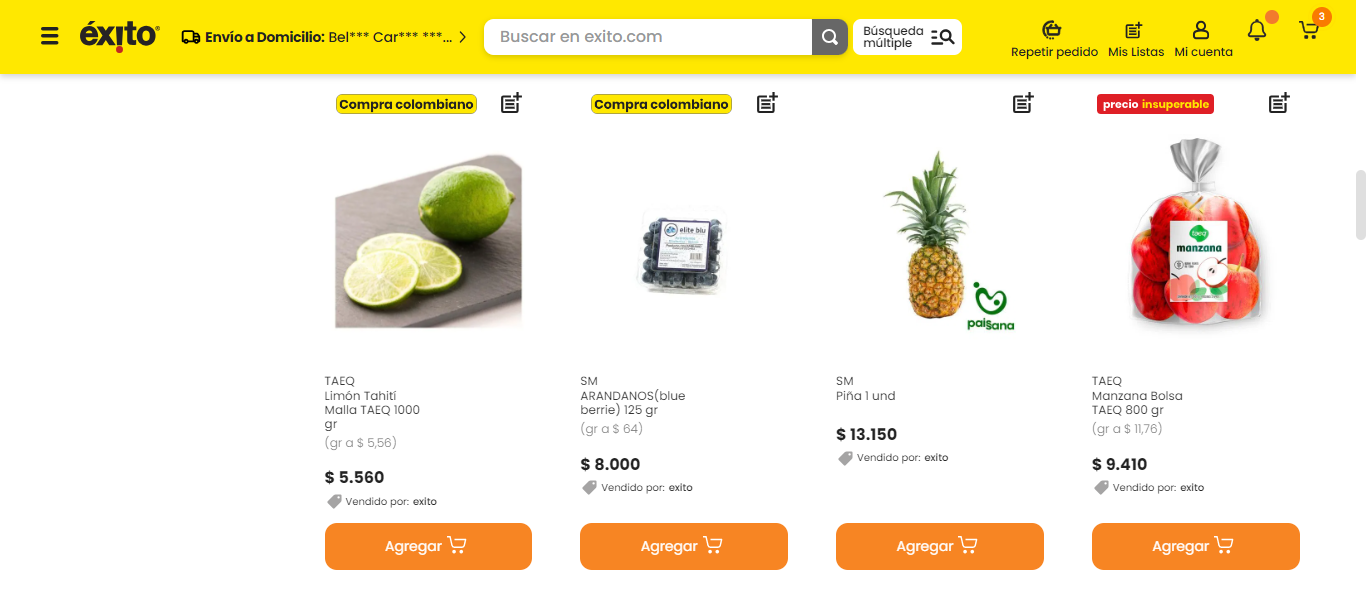 éxito
Envío a Domicilio: Bel*** Car*** ***...
Buscar en exito.com
Búsqueda
múltiple
Repetir pedido
Mis Listas
Mi cuenta
3
Compra colombiano
Compra colombiano
precio insuperable
elite blu
paissana
taeq
manzana
TAEQ
Limón Tahití
Malla TAEQ 1000
gr
(gr a $ 5,56)
$ 5.560
Vendido por: exito
Agregar
SM
ARANDANOS(blue
berrie) 125 gr
(gr a $ 64)
$ 8.000
Vendido por: exito
Agregar
SM
Piña 1 und
$ 13.150
Vendido por: exito
Agregar
TAEQ
Manzana Bolsa
TAEQ 800 gr
(gr a $ 11,76)
$ 9.410
Vendido por: exito
Agregar